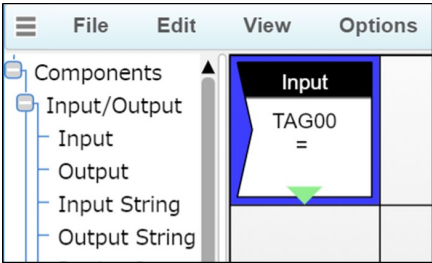 File Edit View Options
Components
Input/Output
Input
Output
Input String
Output String
Input
TAG00
=